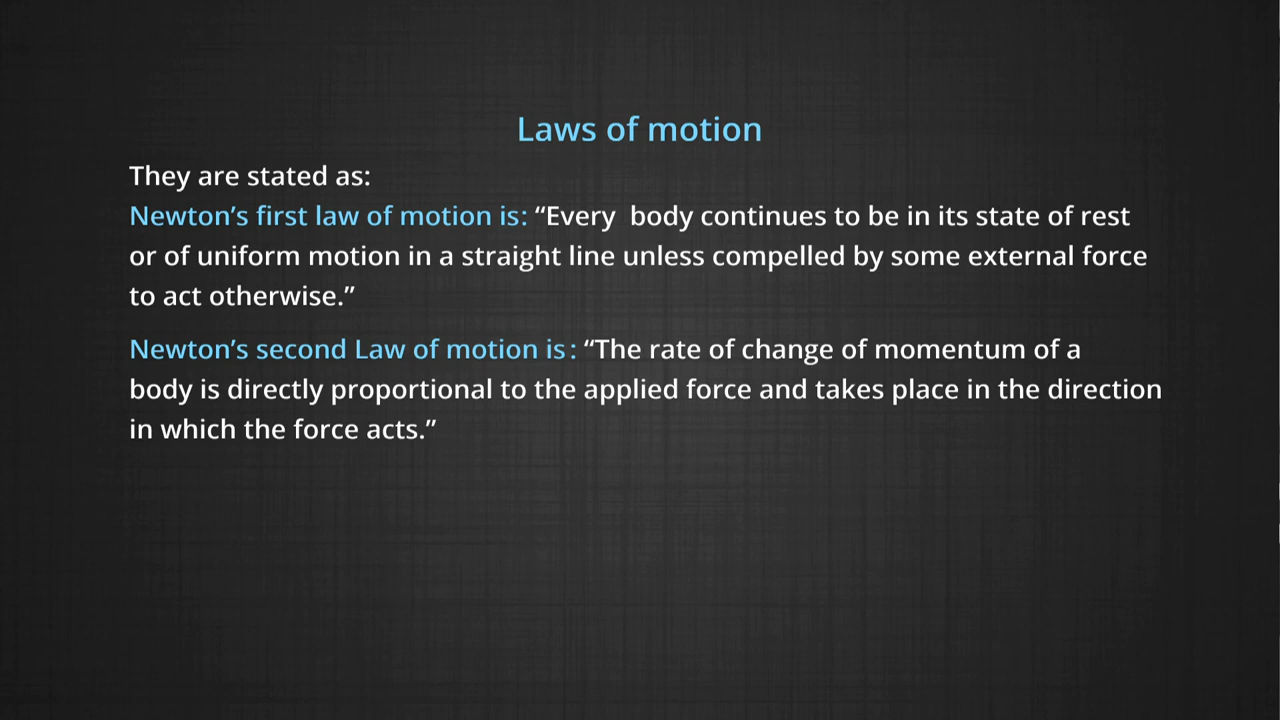 Laws of motion
They are stated as:
Newton’s first law of motion is: “Every  body continues to be in its state of rest
or of uniform motion in a straight line unless compelled by some external force
to act otherwise.”
Newton’s second Law of motion is : “The rate of change of momentum of a
body is directly proportional to the applied force and takes place in the direction
in which the force acts.”